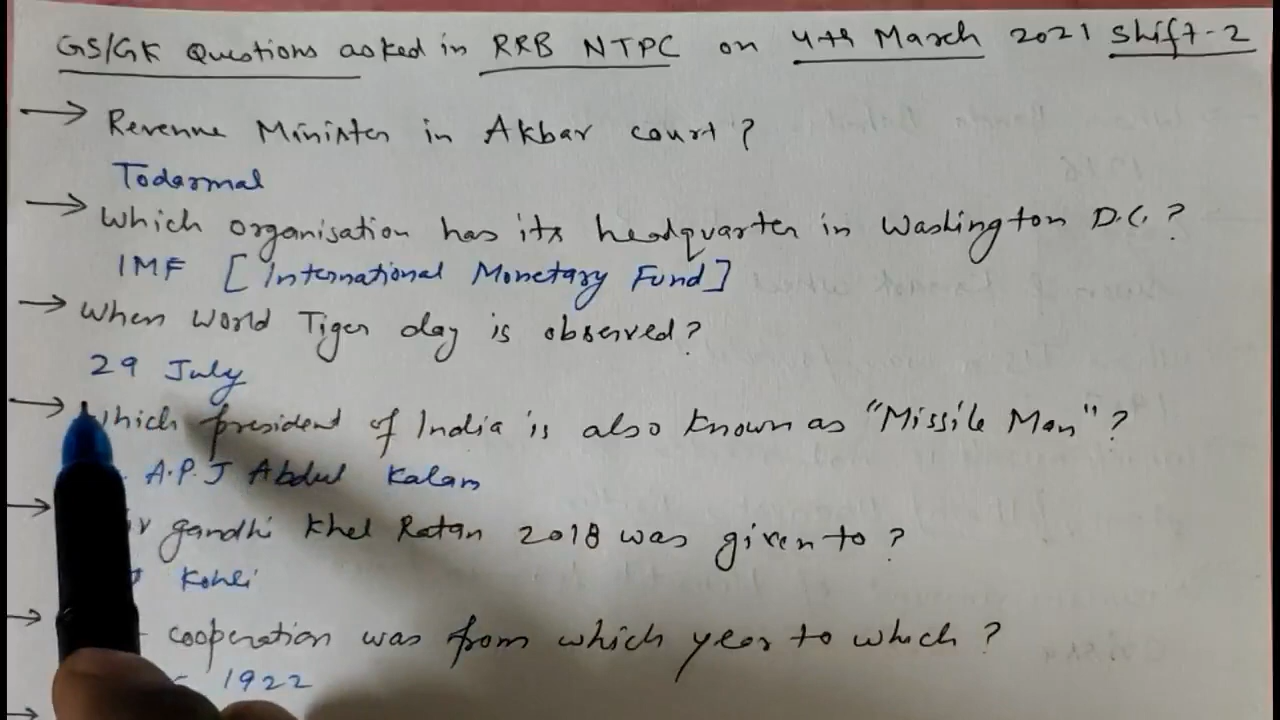 GS/GK Questions asked in RRB NTPC on 4th March 2021 Shift-2
→ Revenue Minister in Akbar court?
Todarmal
→ Which organisation has its headquarter in Washington D.C.?
IMF [International Monetary Fund]
→ When World Tiger day is observed?
29 July
→ Which president of India is also known as "Missile Man"?
A.P.J Abdul Kalam
→ gandhi Khel Ratan 2018 was given to?
Kohli
→ cooperation was from which year to which?
1922
→